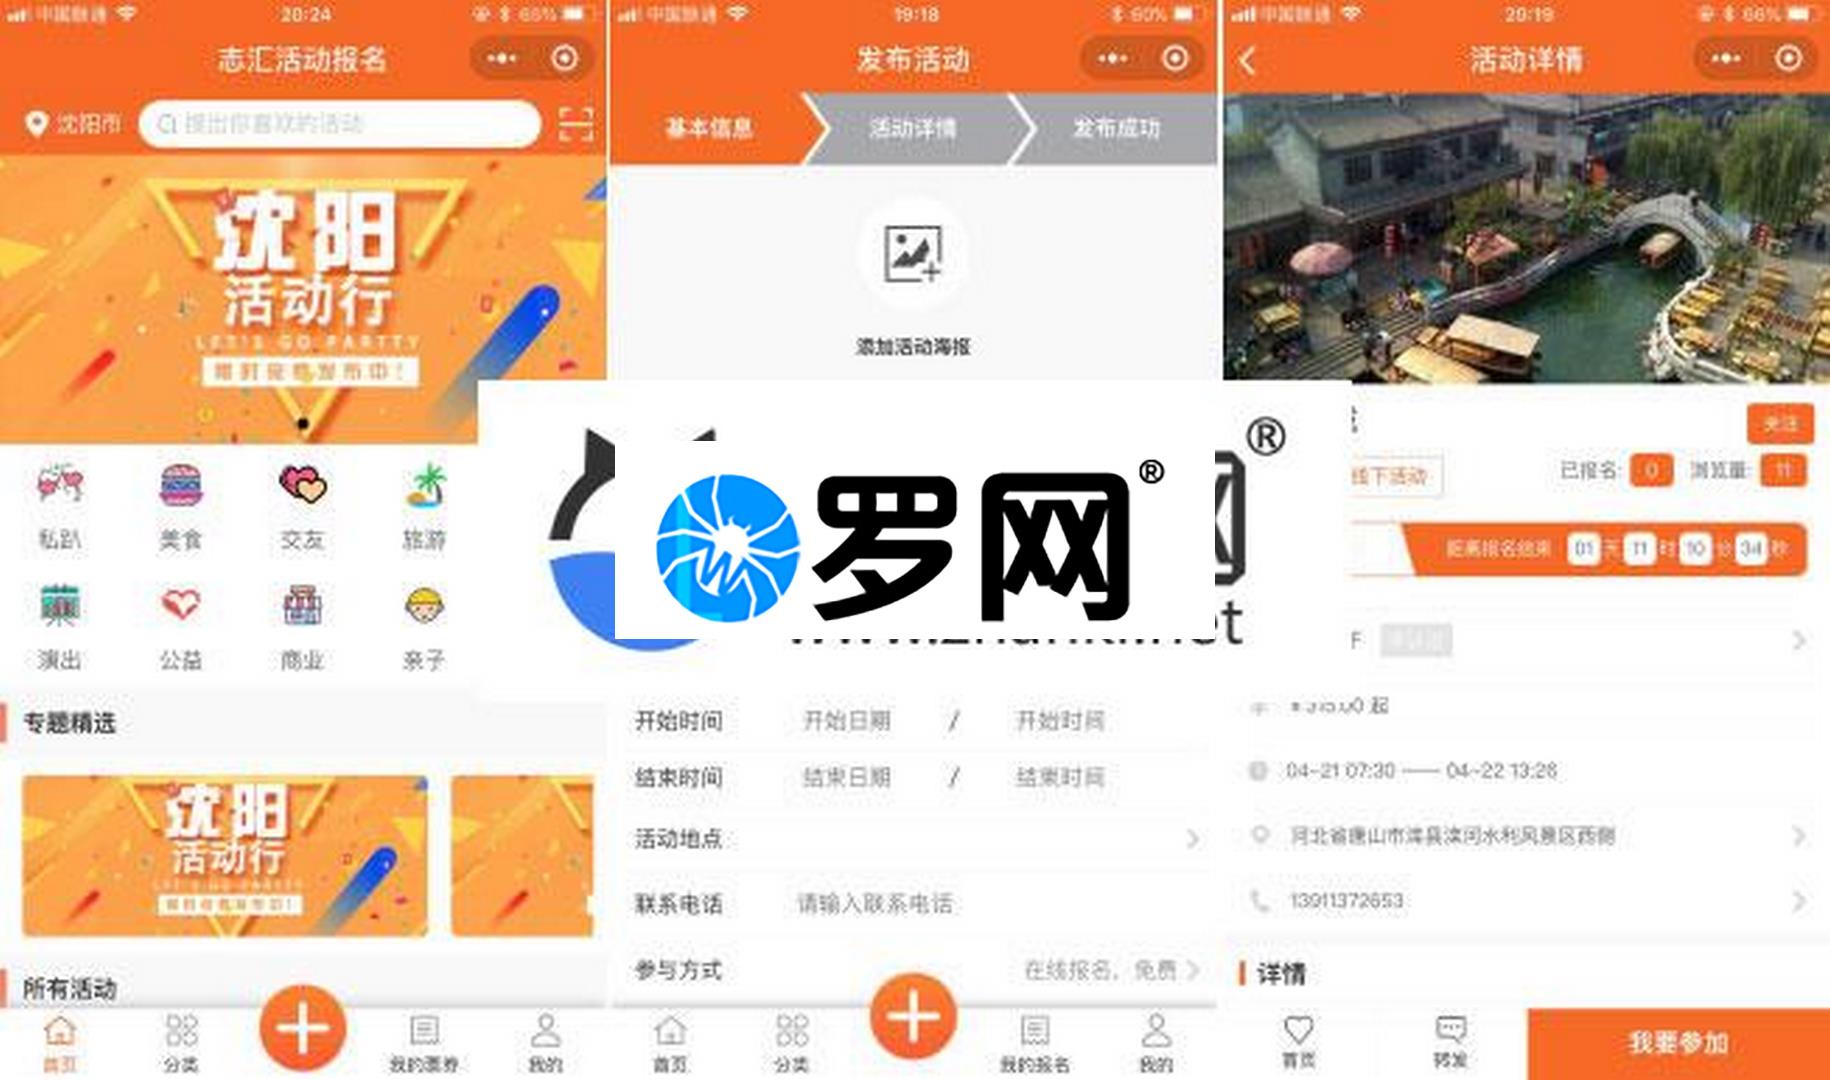 中国联通
20:24
66%
志汇活动报名
沈阳市
搜出你喜欢的活动
沈阳
活动行
LET'S GO PARTTY
私趴
美食
交友
旅游
演出
公益
商业
亲子
专题精选
沈阳
活动行
所有活动
首页
分类
我的票券
我的
中国联通
19:18
60%
发布活动
基本信息
活动详情
发布成功
添加活动海报
开始时间
开始日期
/
开始时间
结束时间
结束日期
/
结束时间
活动地点
联系电话
请输入联系电话
参与方式
在线报名，免费
首页
分类
我的报名
我的
中国联通
20:19
66%
活动详情
关注
线下活动
已报名:
0
浏览量:
11
距离报名结束
01
天
11
时
10
分
34
秒
04-21 07:30 —— 04-22 13:26
河北省唐山市滦县滦河水利风景区西侧
13911372653
详情
首页
转发
我要参加
罗网®
®